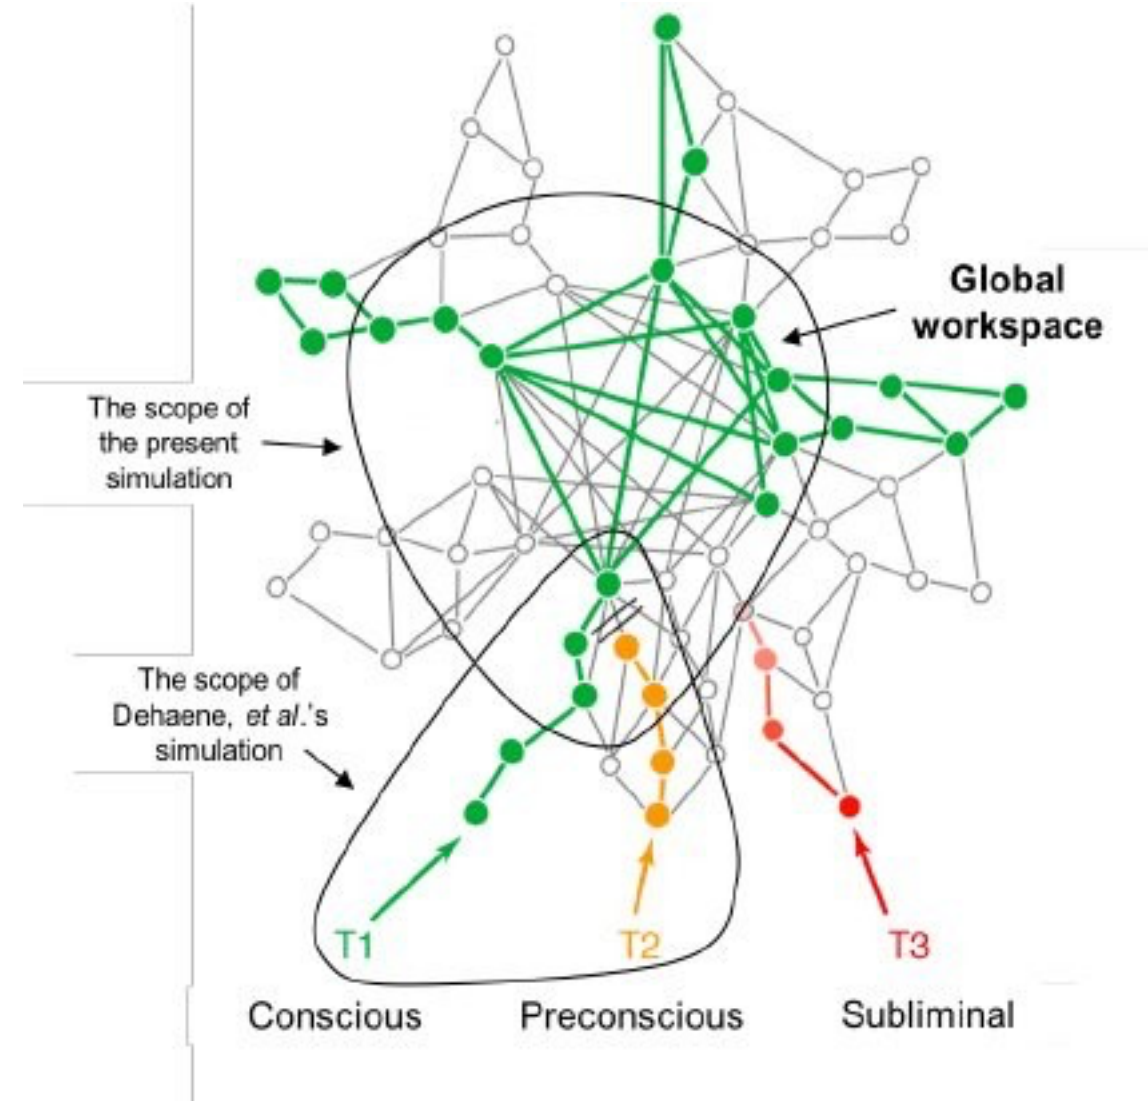 Global
workspace
The scope of
the present
simulation
The scope of
Dehaene, et al.'s
simulation
T1
T2
T3
Conscious
Preconscious
Subliminal